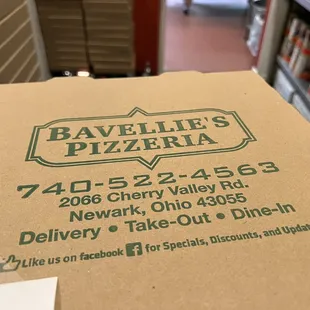 BAVELLIE'S
PIZZERIA
740-522-4563
2066 Cherry Valley Rd.
Newark, Ohio 43055
Delivery • Take-Out • Dine-In
Like us on facebook f for Specials, Discounts, and